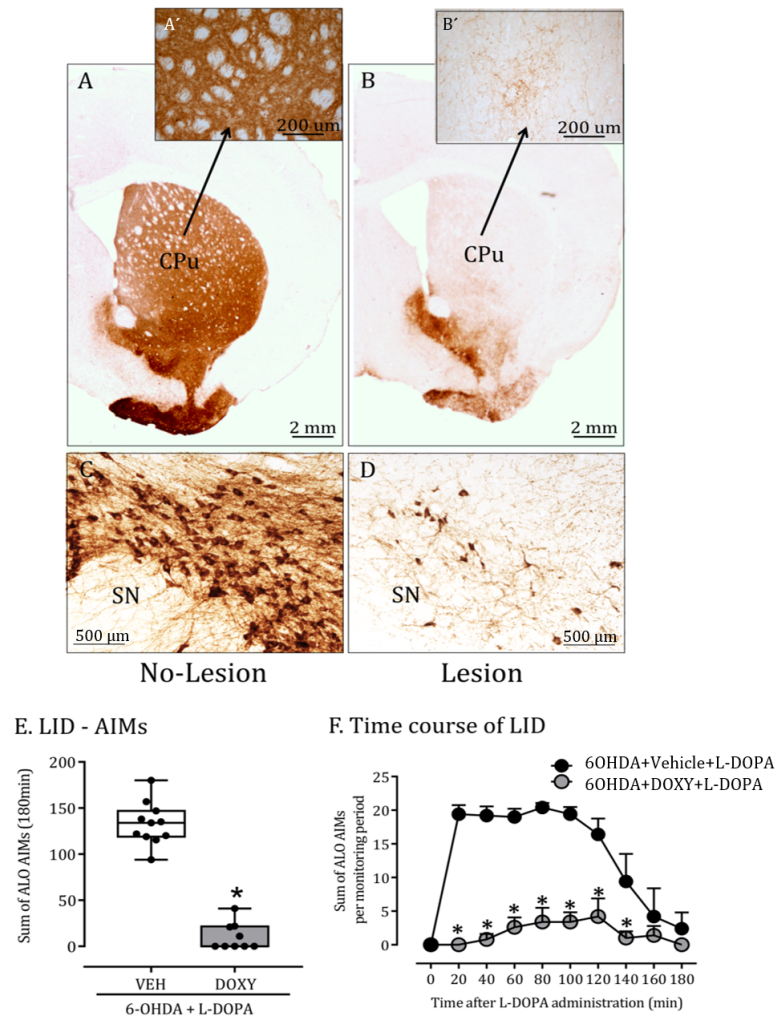 A´
200 um
B´
200 um
A
CPu
2 mm
B
CPu
2 mm
C
SN
500 µm
D
SN
500 µm
No-Lesion
Lesion
E. LID - AIMs
Sum of ALO AIMs (180min)
200
150
100
50
0
*
VEH
DOXY
6-OHDA + L-DOPA
F. Time course of LID
6OHDA+Vehicle+L-DOPA
6OHDA+DOXY+L-DOPA
Sum of ALO AIMs
per monitoring period
25
20
15
10
5
0
* * * * * * *
0 20 40 60 80 100 120 140 160 180
Time after L-DOPA administration (min)